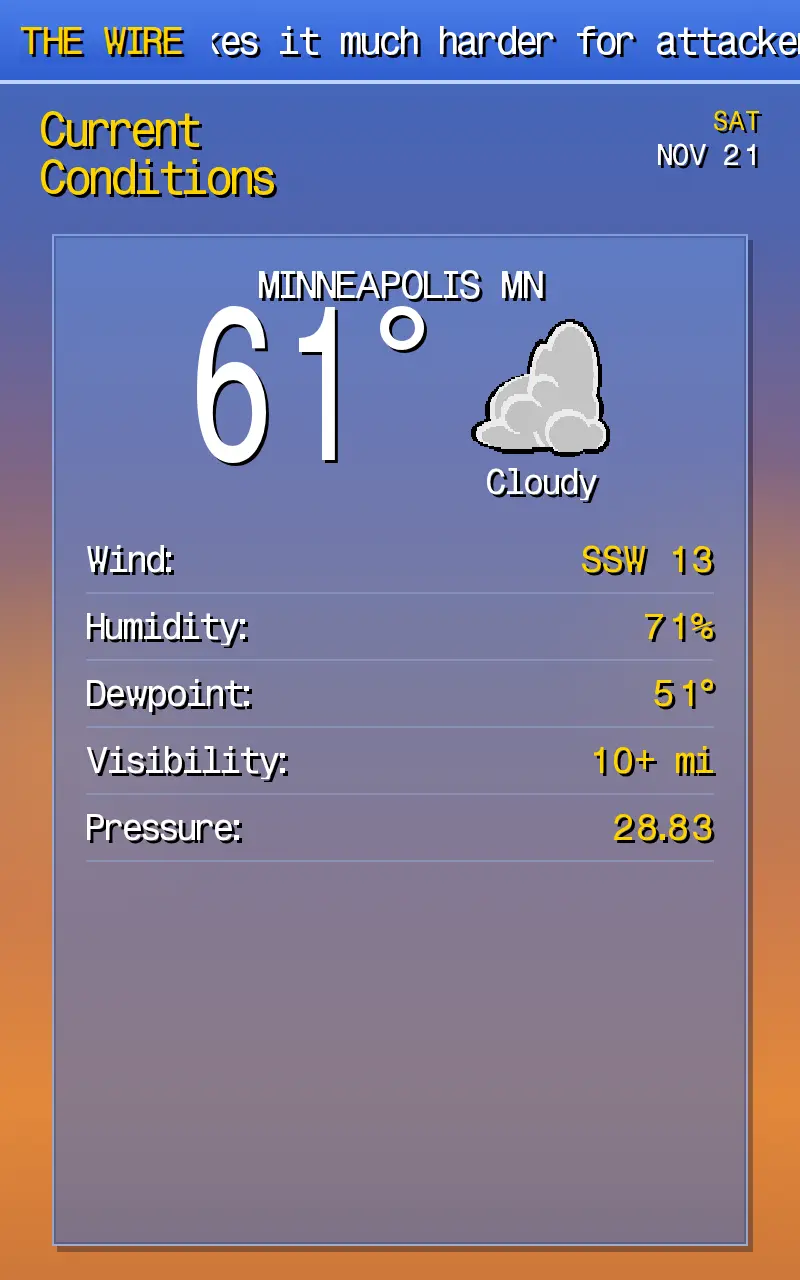 THE WIRE kes it much harder for attacker
Current
Conditions
SAT
NOV 21
MINNEAPOLIS MN
61°
Cloudy
Wind: SSW 13
Humidity: 71%
Dewpoint: 51°
Visibility: 10+ mi
Pressure: 28.83